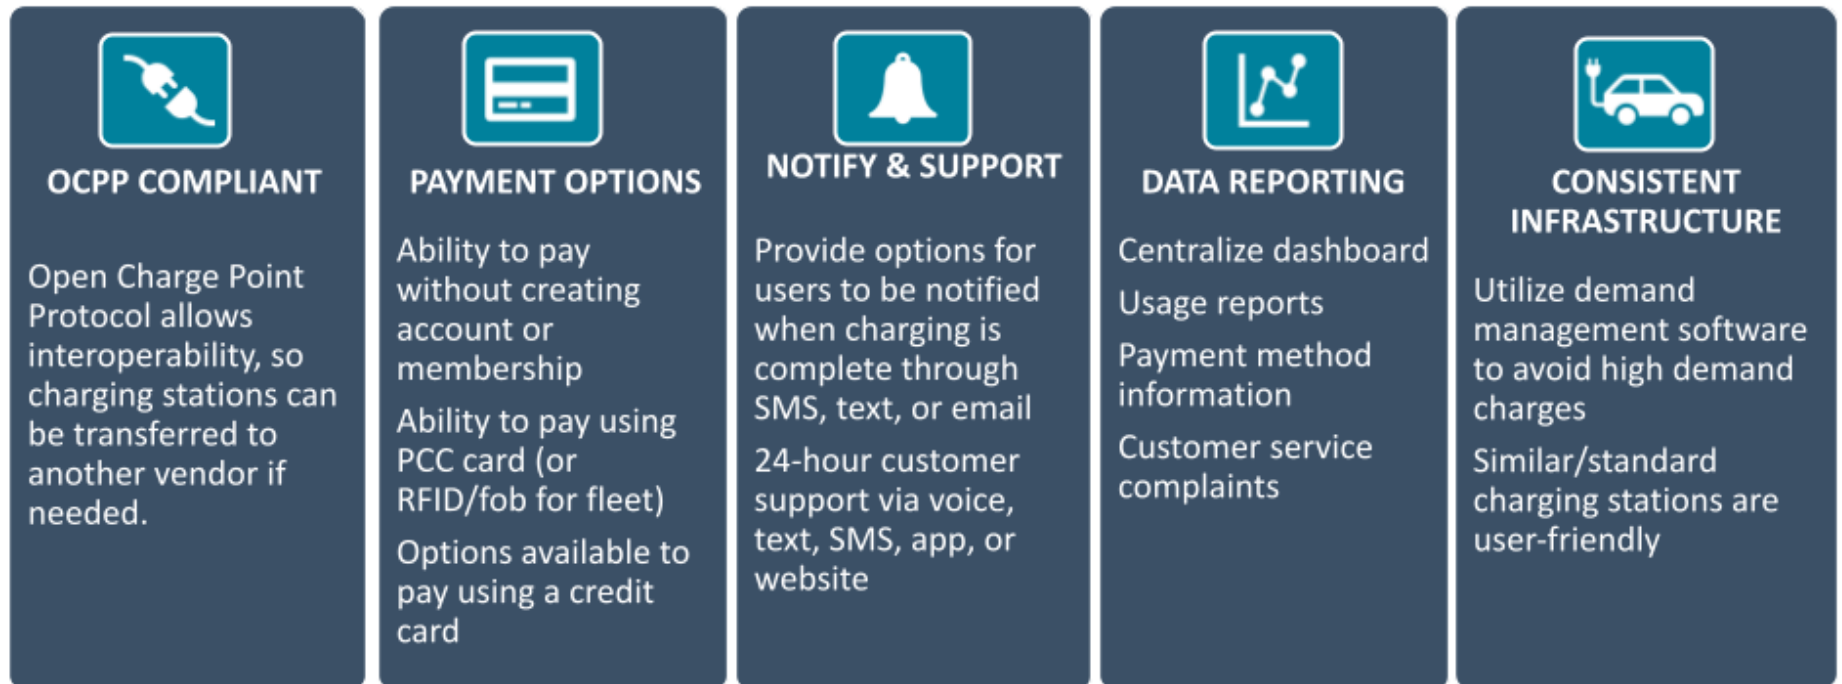 OCPP COMPLIANT
Open Charge Point
Protocol allows
interoperability, so
charging stations can
be transferred to
another vendor if
needed.
PAYMENT OPTIONS
Ability to pay
without creating
account or
membership
Ability to pay using
PCC card (or
RFID/fob for fleet)
Options available to
pay using a credit
card
NOTIFY & SUPPORT
Provide options for
users to be notified
when charging is
complete through
SMS, text, or email
24-hour customer
support via voice,
text, SMS, app, or
website
DATA REPORTING
Centralize dashboard
Usage reports
Payment method
information
Customer service
complaints
CONSISTENT
INFRASTRUCTURE
Utilize demand
management software
to avoid high demand
charges
Similar/standard
charging stations are
user-friendly